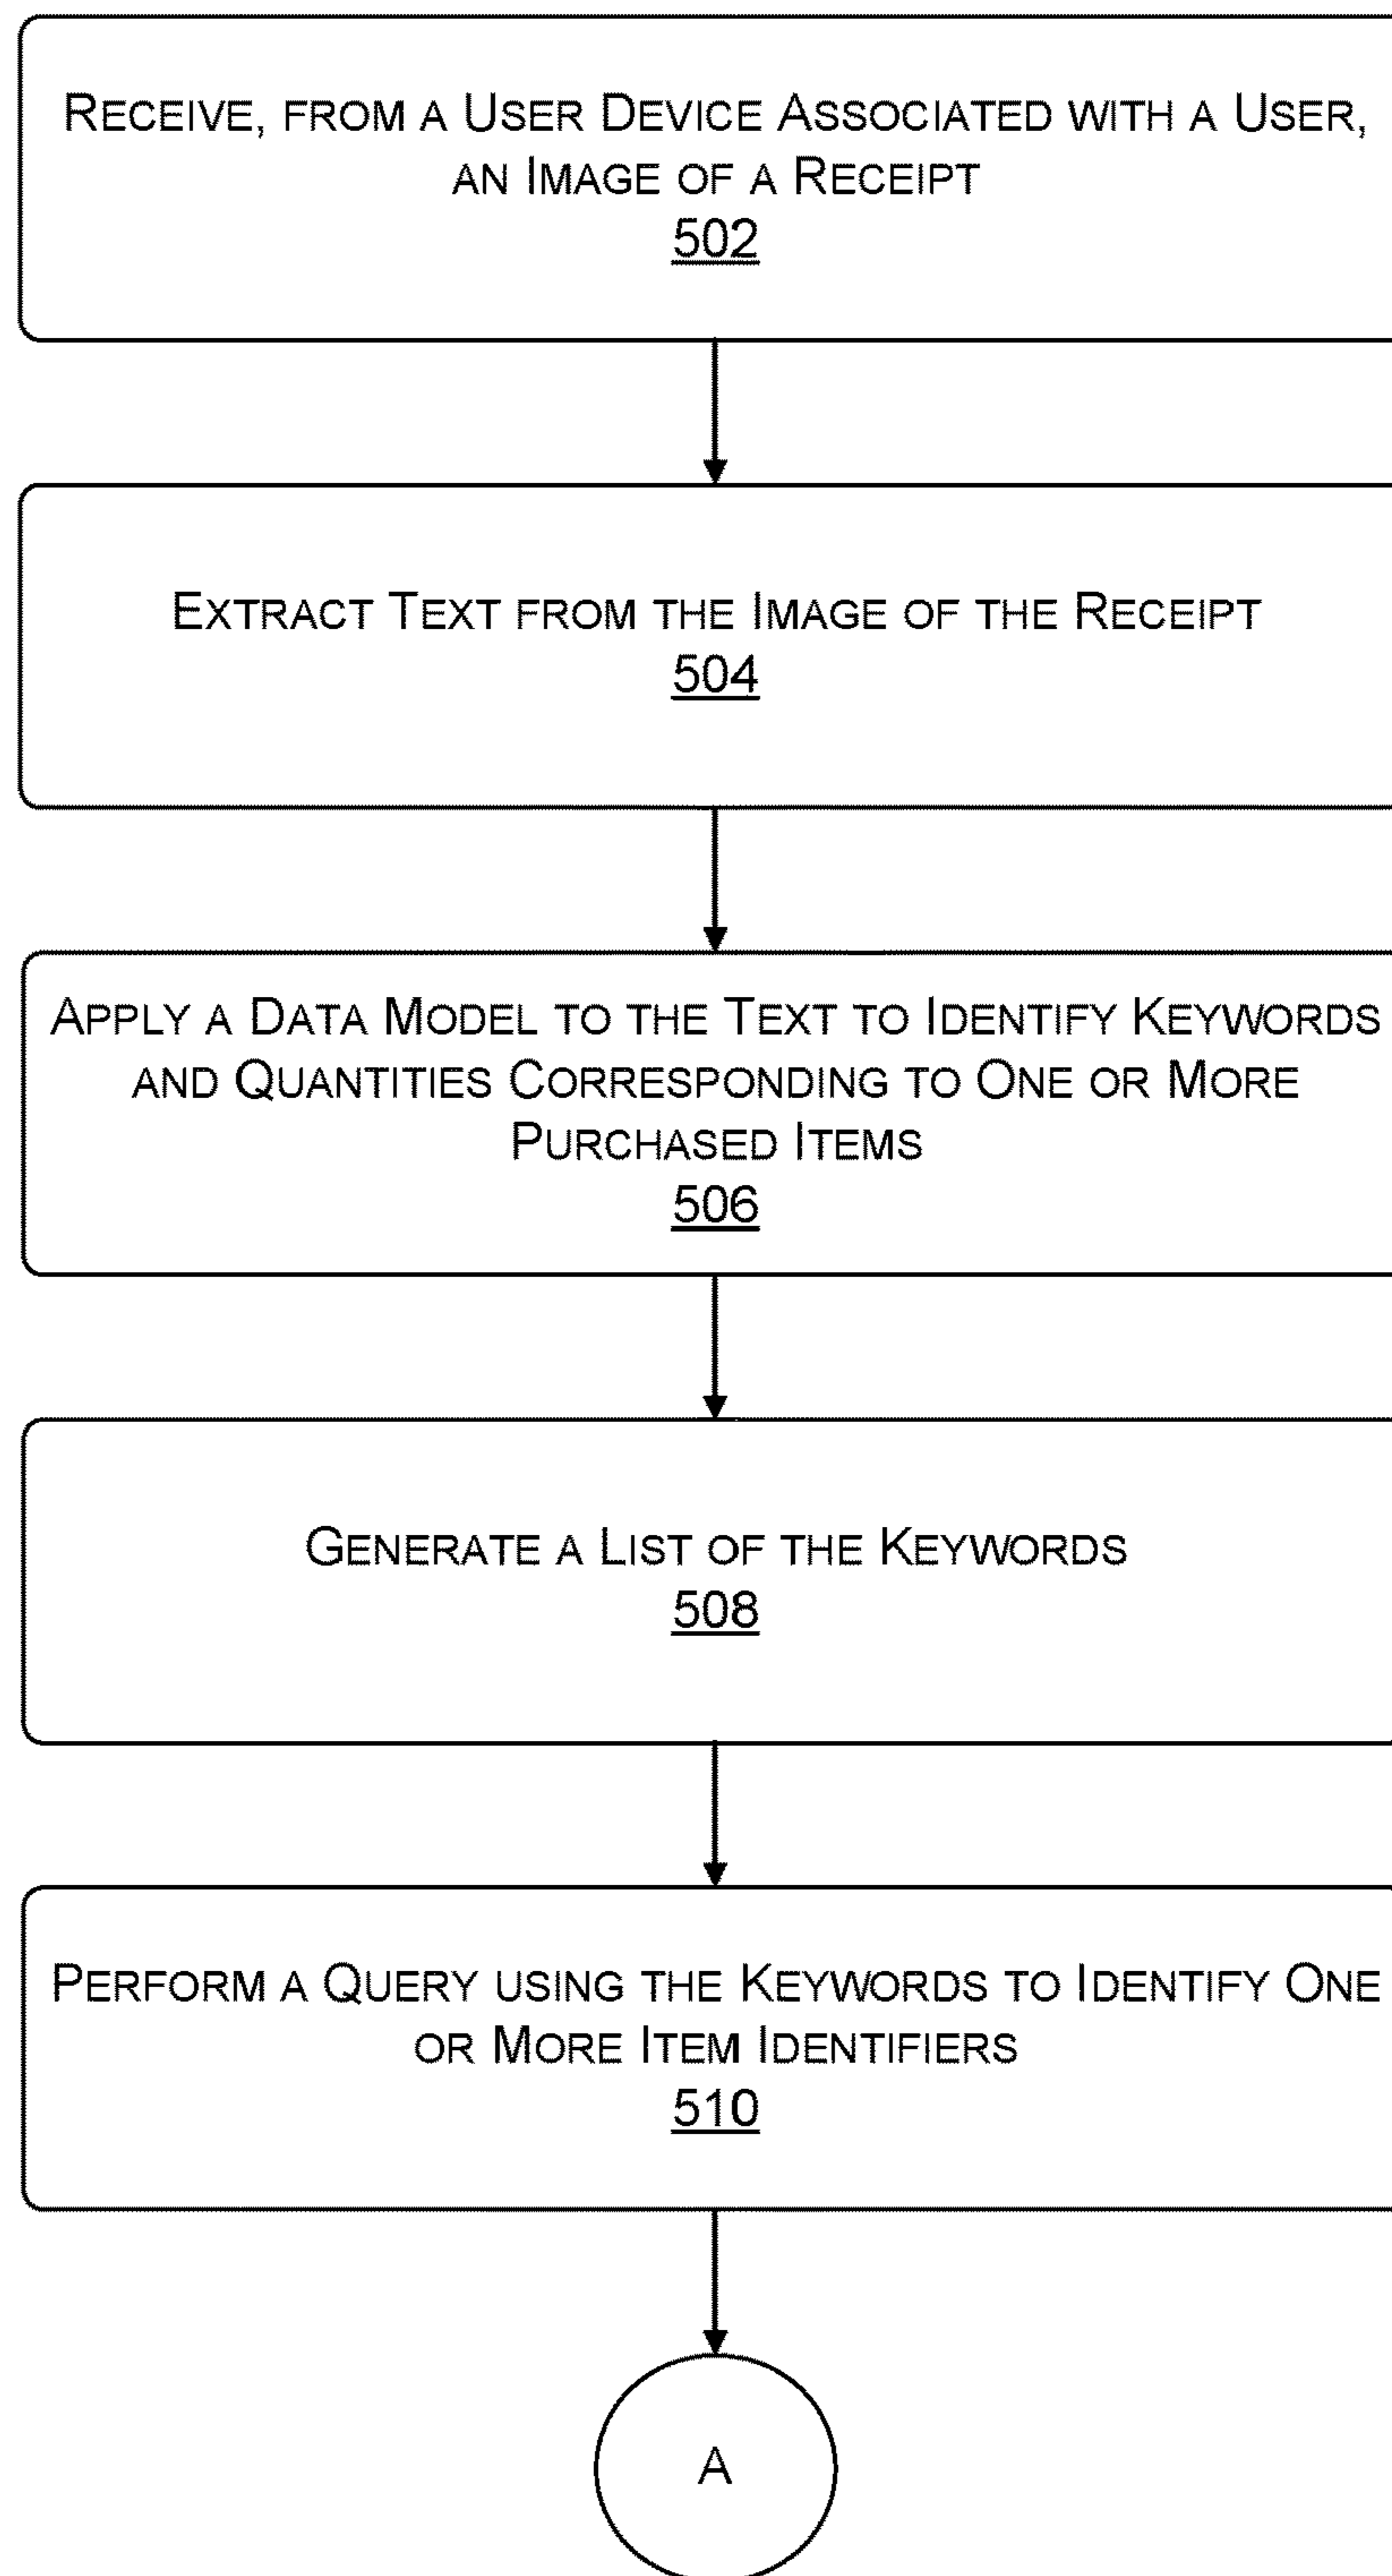 RECEIVE, FROM A USER DEVICE ASSOCIATED WITH A USER,
AN IMAGE OF A RECEIPT
502
EXTRACT TEXT FROM THE IMAGE OF THE RECEIPT
504
APPLY A DATA MODEL TO THE TEXT TO IDENTIFY KEYWORDS
AND QUANTITIES CORRESPONDING TO ONE OR MORE
PURCHASED ITEMS
506
GENERATE A LIST OF THE KEYWORDS
508
PERFORM A QUERY USING THE KEYWORDS TO IDENTIFY ONE
OR MORE ITEM IDENTIFIERS
510
A